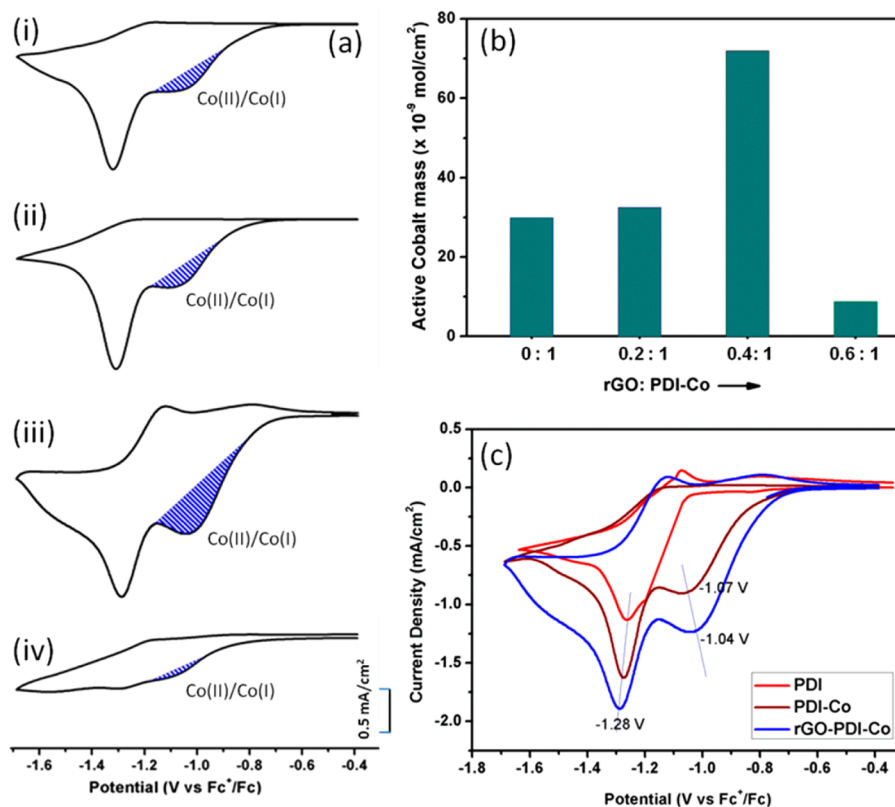 (i)
(a)
Co(II)/Co(I)
(ii)
Co(II)/Co(I)
(iii)
Co(II)/Co(I)
(iv)
Co(II)/Co(I)
0.5 mA/cm²
-1.6 -1.4 -1.2 -1.0 -0.8 -0.6 -0.4
Potential (V vs Fc⁺/Fc)
(b)
Active Cobalt mass (x 10⁻⁹ mol/cm²)
80
60
40
20
0
0 : 1 0.2 : 1 0.4: 1 0.6 : 1
rGO: PDI-Co
(c)
Current Density (mA/cm²)
0.5
0.0
-0.5
-1.0
-1.5
-2.0
-1.07 V
-1.04 V
-1.28 V
PDI
PDI-Co
rGO-PDI-Co
-1.8 -1.6 -1.4 -1.2 -1.0 -0.8 -0.6 -0.4
Potential (V vs Fc⁺/Fc)